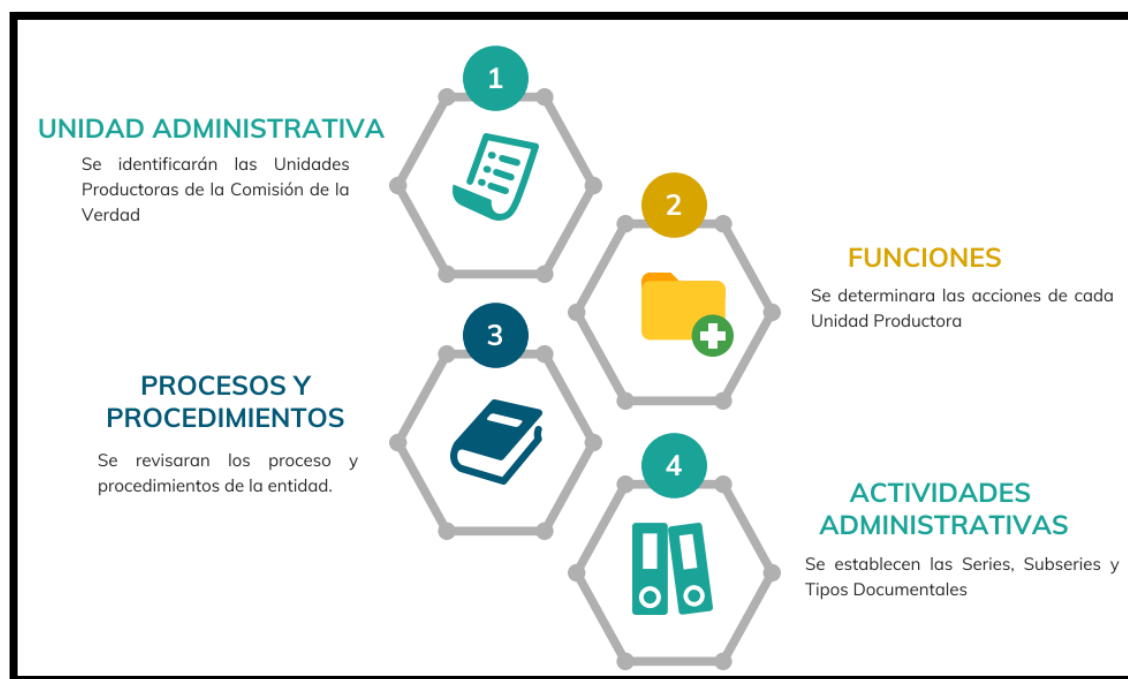 1
UNIDAD ADMINISTRATIVA
Se identificarán las Unidades
Productoras de la Comisión de la
Verdad
2
FUNCIONES
Se determinara las acciones de cada
Unidad Productora
3
PROCESOS Y
PROCEDIMIENTOS
Se revisaran los proceso y
procedimientos de la entidad.
4
ACTIVIDADES
ADMINISTRATIVAS
Se establecen las Series, Subseries y
Tipos Documentales